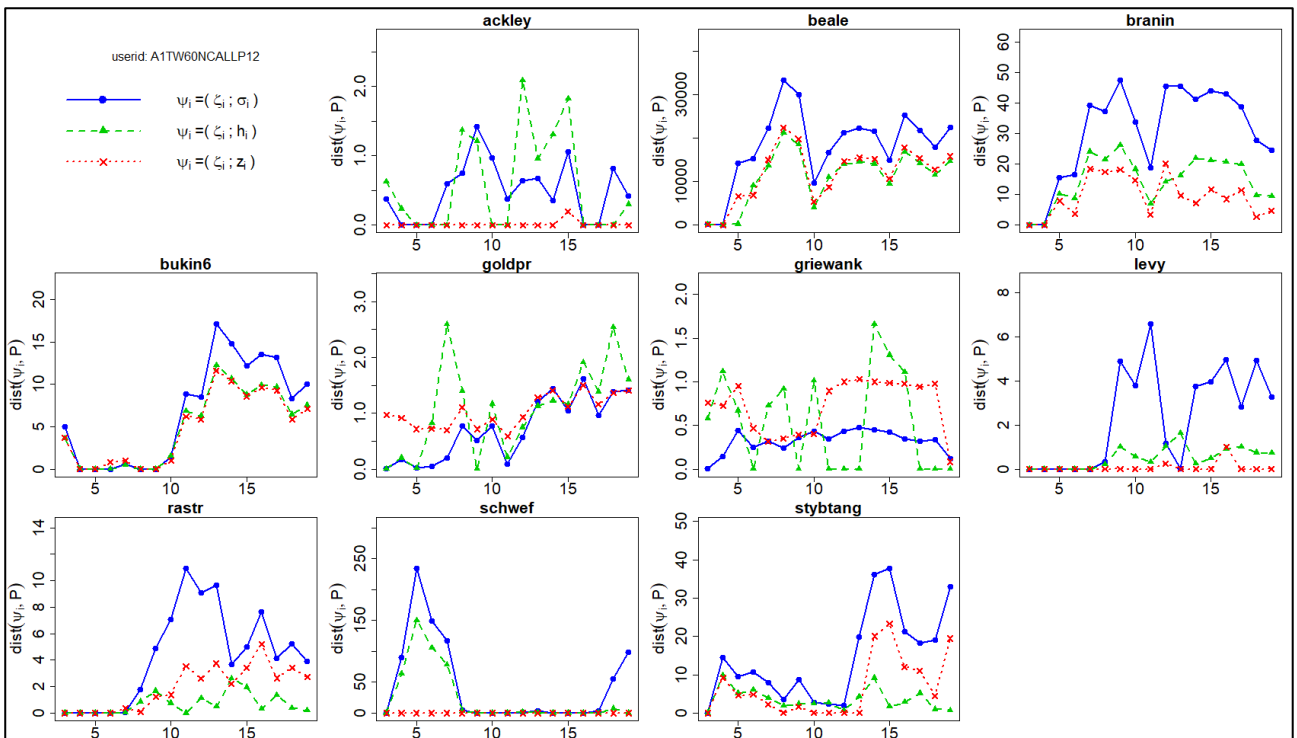 userid: A1TW60NCALLP12
ψi =( ζi ; σi )
ψi =( ζi ; hi )
ψi =( ζi ; zi )
ackley
dist(ψi, P)
0.0 1.0 2.0
5 10 15
beale
dist(ψi, P)
0 1000 30000
5 10 15
branin
dist(ψi, P)
0 10 20 30 40 50 60
5 10 15
bukin6
dist(ψi, P)
0 5 10 15 20
5 10 15
goldpr
dist(ψi, P)
0.0 1.0 2.0 3.0
5 10 15
griewank
dist(ψi, P)
0.0 0.5 1.0 1.5 2.0
5 10 15
levy
dist(ψi, P)
0 2 4 6 8
5 10 15
rastr
dist(ψi, P)
0 2 4 6 8 10 12 14
5 10 15
schwef
dist(ψi, P)
0 50 150 250
5 10 15
stybtang
dist(ψi, P)
0 10 20 30 40 50
5 10 15